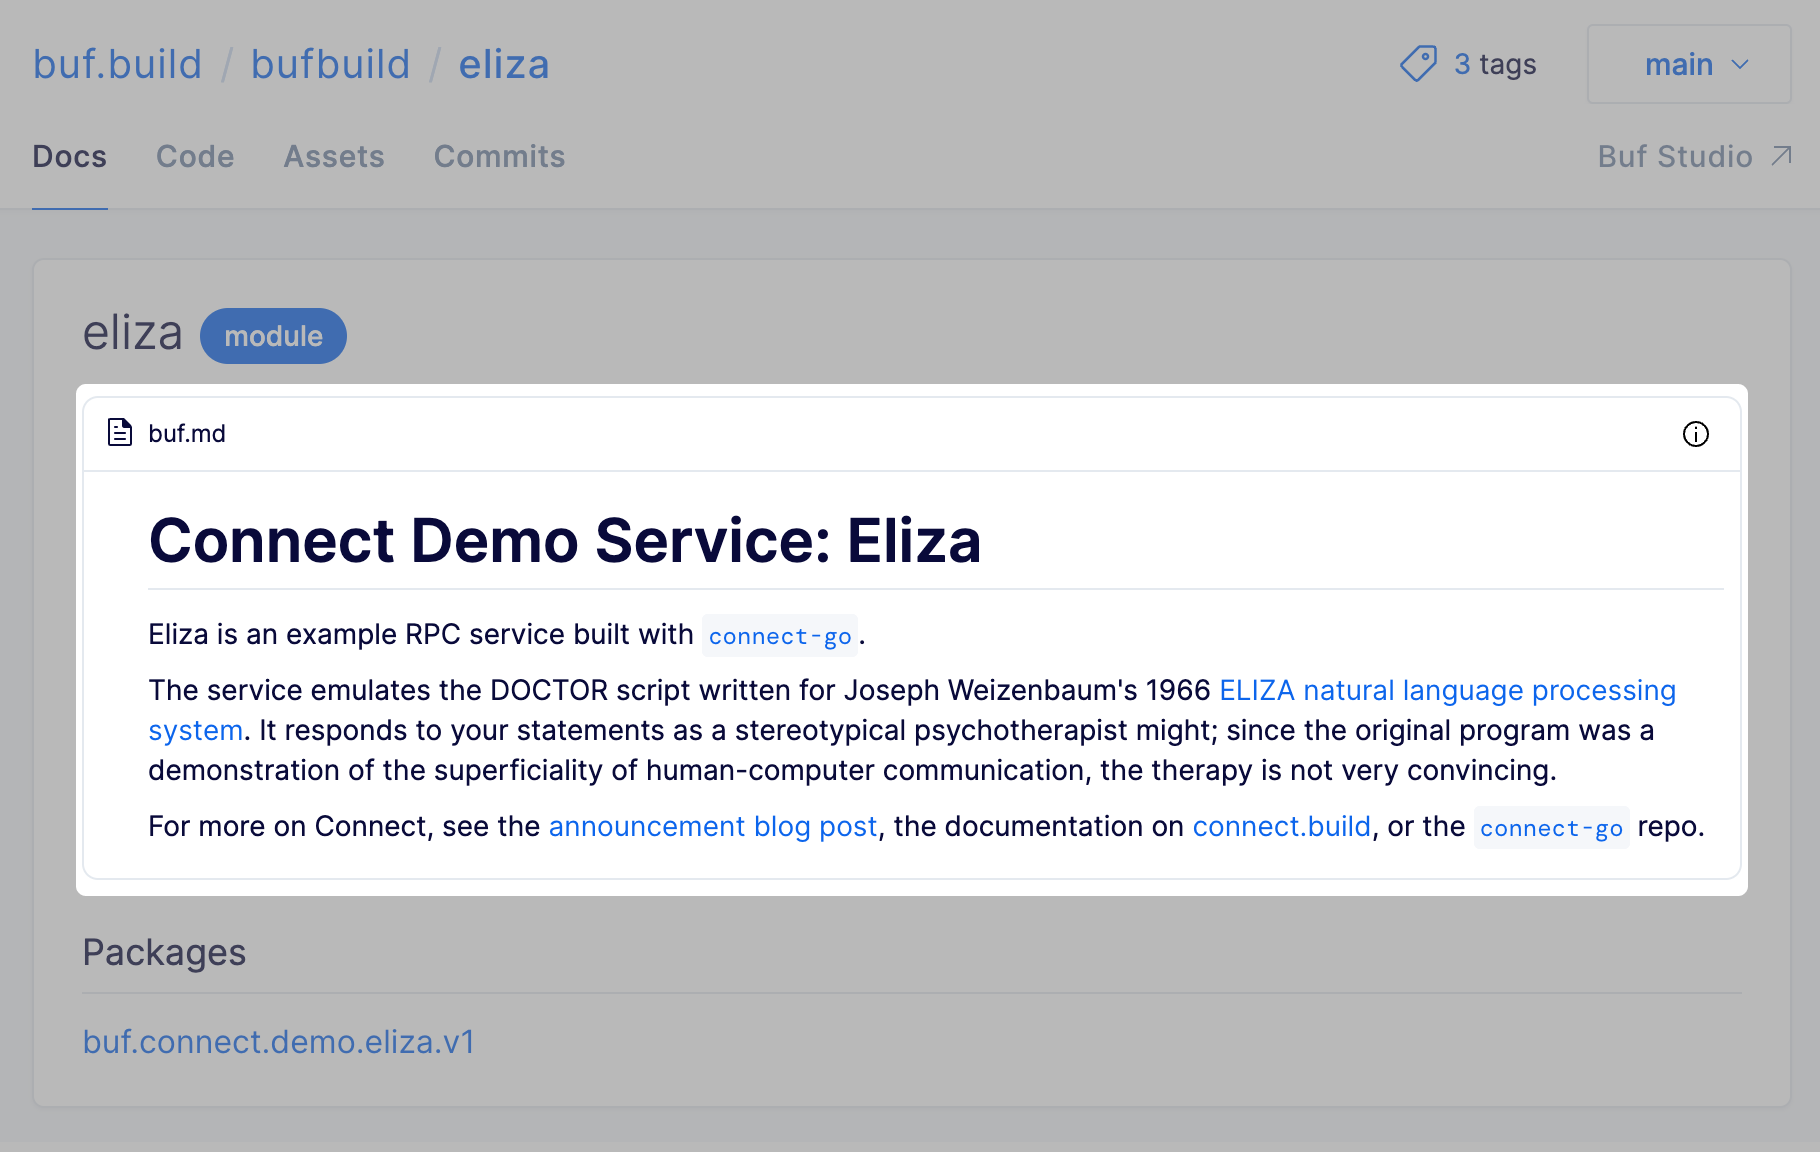 buf.build / bufbuild / eliza
3 tags
main
Docs Code Assets Commits
Buf Studio
eliza module
buf.md
Connect Demo Service: Eliza
Eliza is an example RPC service built with connect-go.
The service emulates the DOCTOR script written for Joseph Weizenbaum's 1966 ELIZA natural language processing
system. It responds to your statements as a stereotypical psychotherapist might; since the original program was a
demonstration of the superficiality of human-computer communication, the therapy is not very convincing.
For more on Connect, see the announcement blog post, the documentation on connect.build, or the connect-go repo.
Packages
buf.connect.demo.eliza.v1